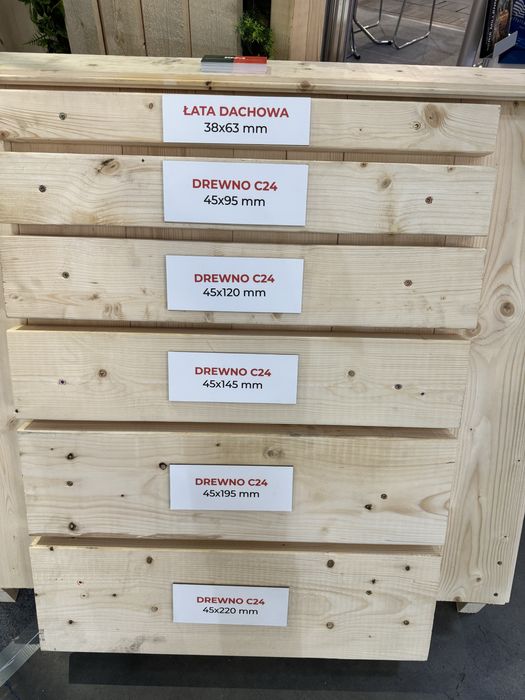 ŁATA DACHOWA
38x63 mm
DREWNO C24
45x95 mm
DREWNO C24
45x120 mm
DREWNO C24
45x145 mm
DREWNO C24
45x195 mm
DREWNO C24
45x220 mm